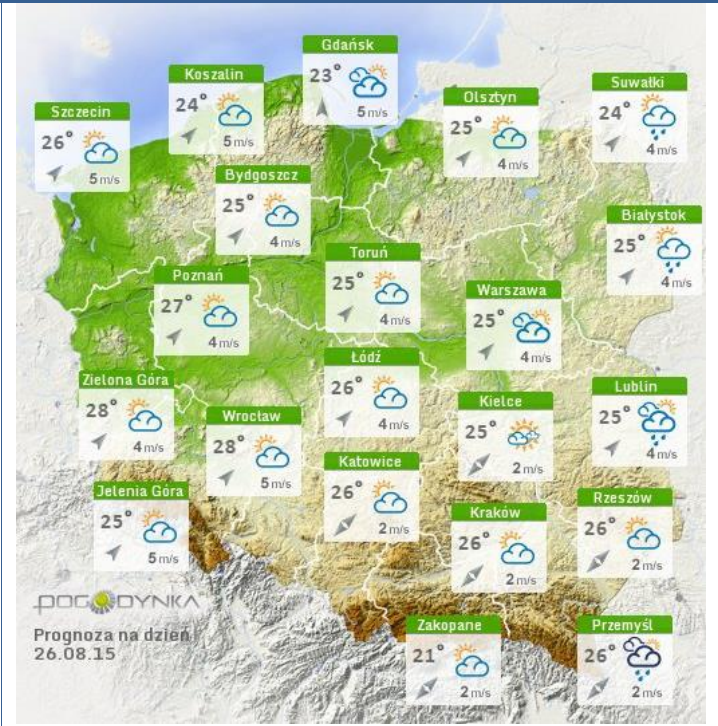 Gdańsk
23°
5 m/s
Koszalin
24°
5 m/s
Suwałki
24°
4 m/s
Olsztyn
25°
4 m/s
Szczecin
26°
5 m/s
Bydgoszcz
25°
4 m/s
Białystok
25°
4 m/s
Toruń
25°
4 m/s
Poznań
27°
4 m/s
Warszawa
25°
4 m/s
Łódź
26°
4 m/s
Zielona Góra
28°
4 m/s
Lublin
25°
4 m/s
Kielce
25°
2 m/s
Wrocław
28°
5 m/s
Katowice
26°
2 m/s
Jelenia Góra
25°
5 m/s
Rzeszów
26°
2 m/s
Kraków
26°
2 m/s
POGODYNKA
Prognoza na dzień
26.08.15
Zakopane
21°
2 m/s
Przemyśl
26°
2 m/s